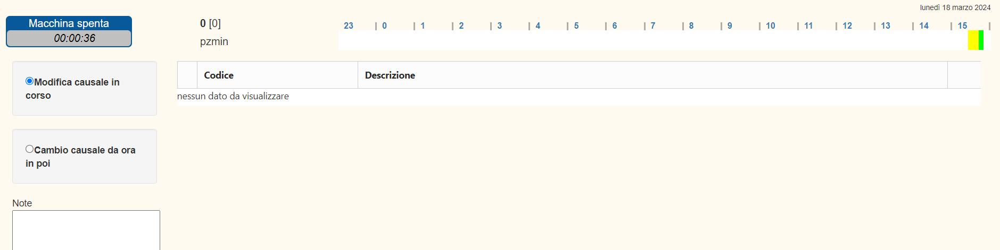 lunedì 18 marzo 2024
Macchina spenta
00:00:36
0 [0]
pzmin
23 | 0 | 1 | 2 | 3 | 4 | 5 | 6 | 7 | 8 | 9 | 10 | 11 | 12 | 13 | 14 | 15 |
Modifica causale in
corso
Cambio causale da ora
in poi
Note
Codice Descrizione
nessun dato da visualizzare